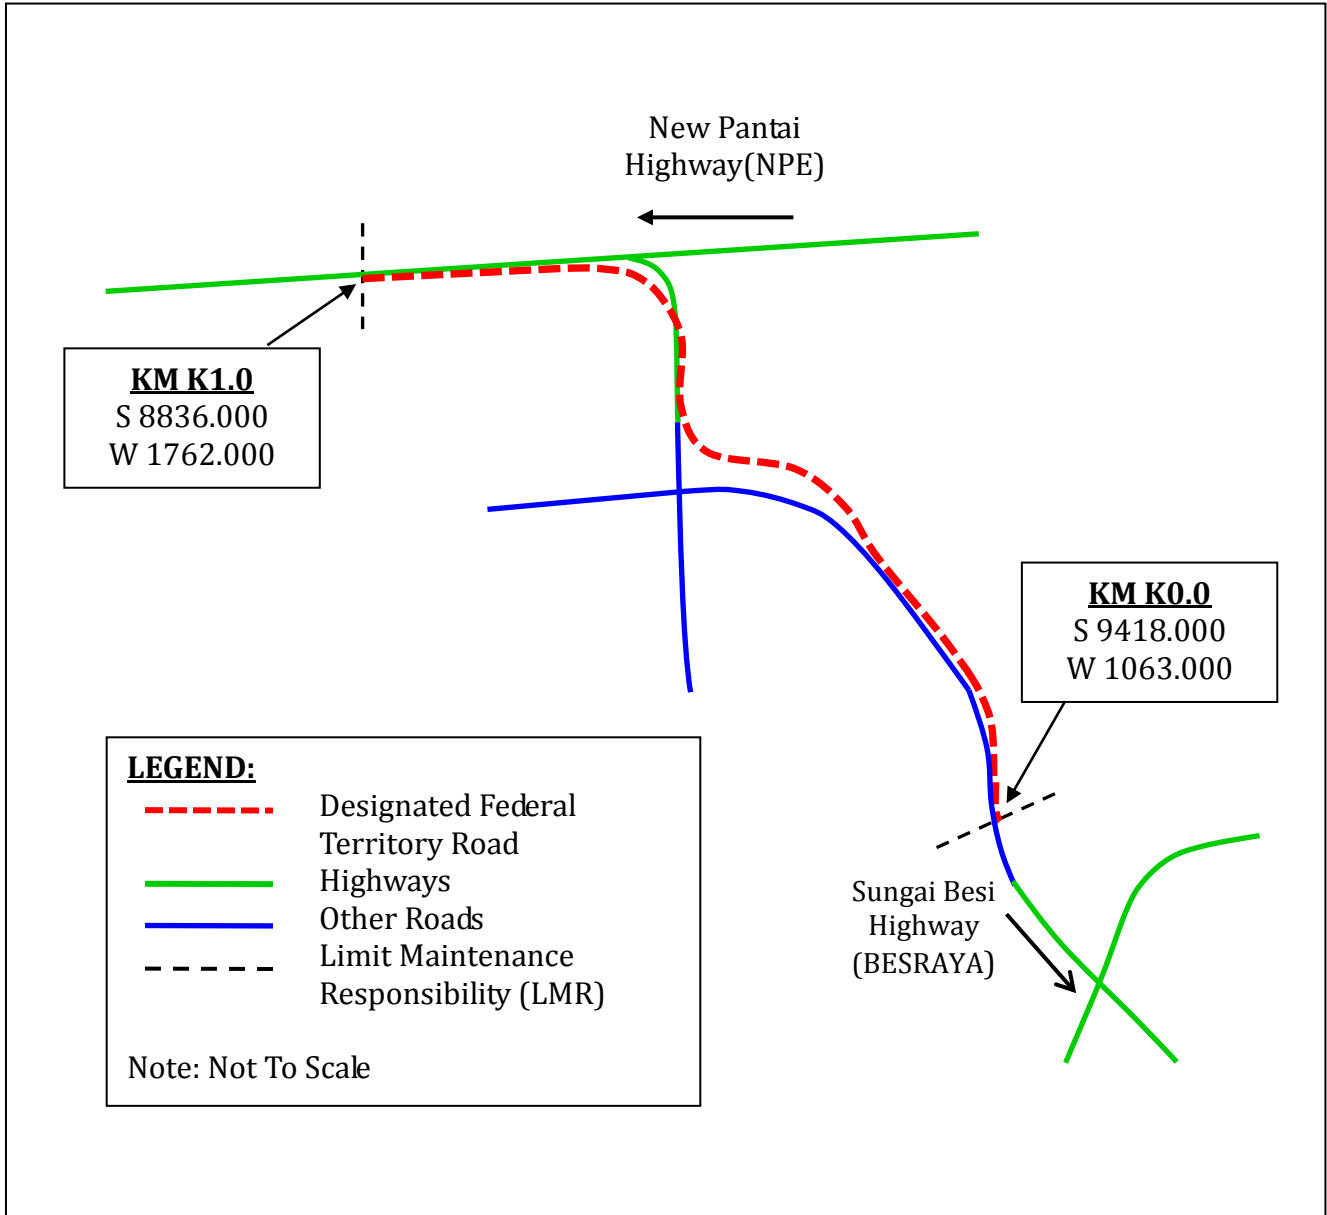 New Pantai
Highway(NPE)
KM K1.0
S 8836.000
W 1762.000
KM K0.0
S 9418.000
W 1063.000
Sungai Besi
Highway
(BESRAYA)
LEGEND:
Designated Federal
Territory Road
Highways
Other Roads
Limit Maintenance
Responsibility (LMR)
Note: Not To Scale